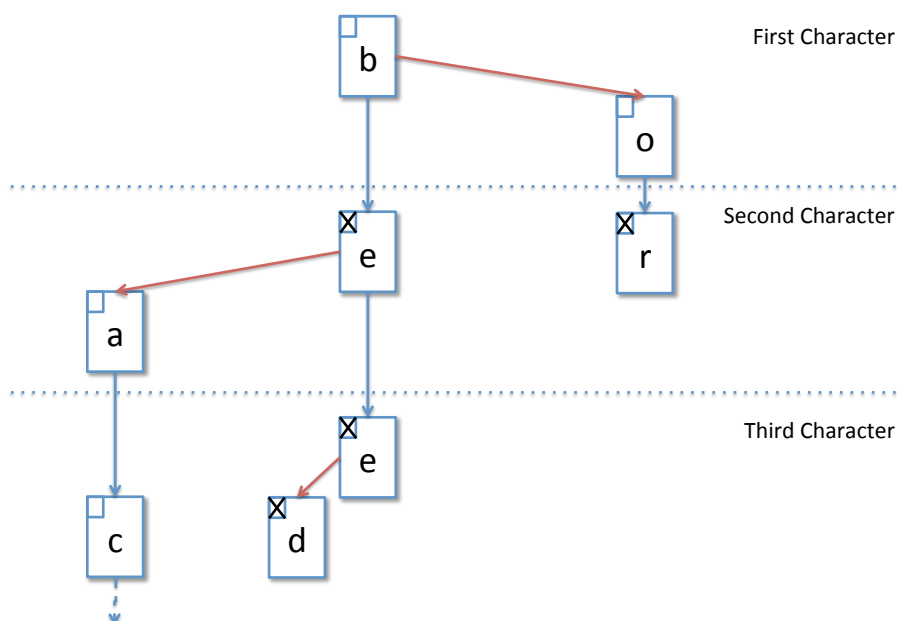 b
First Character
o
X
e
X
r
Second Character
a
X
e
Third Character
c
X
d